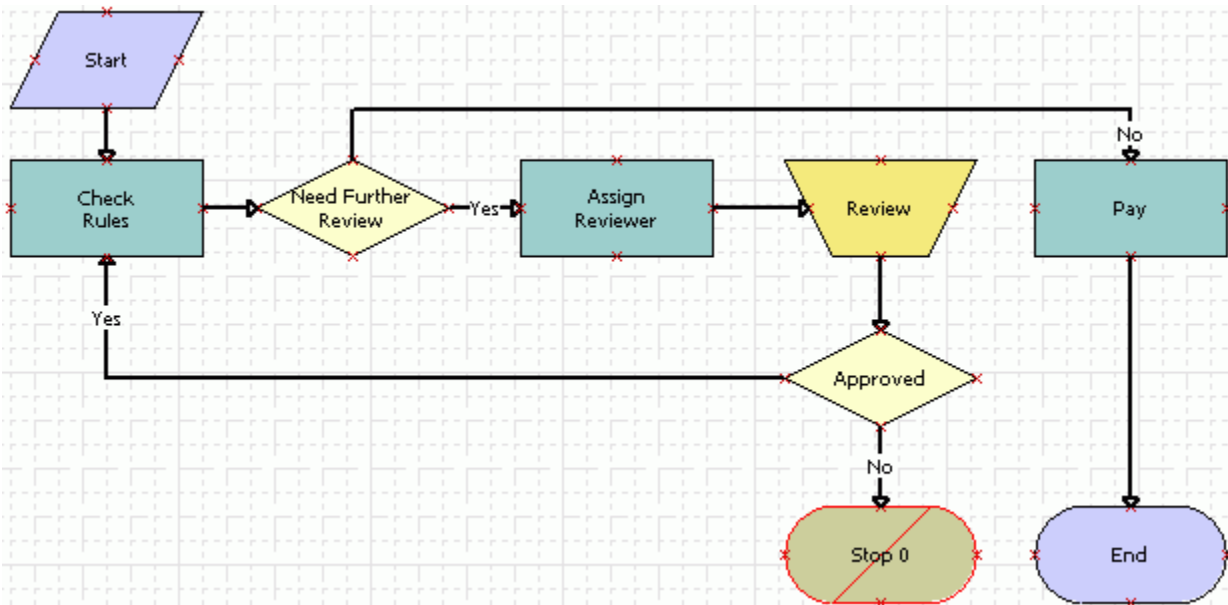 Start
No
Check
Rules
Need Further
Review
Yes
Assign
Reviewer
Review
Pay
Yes
Approved
No
Stop 0
End